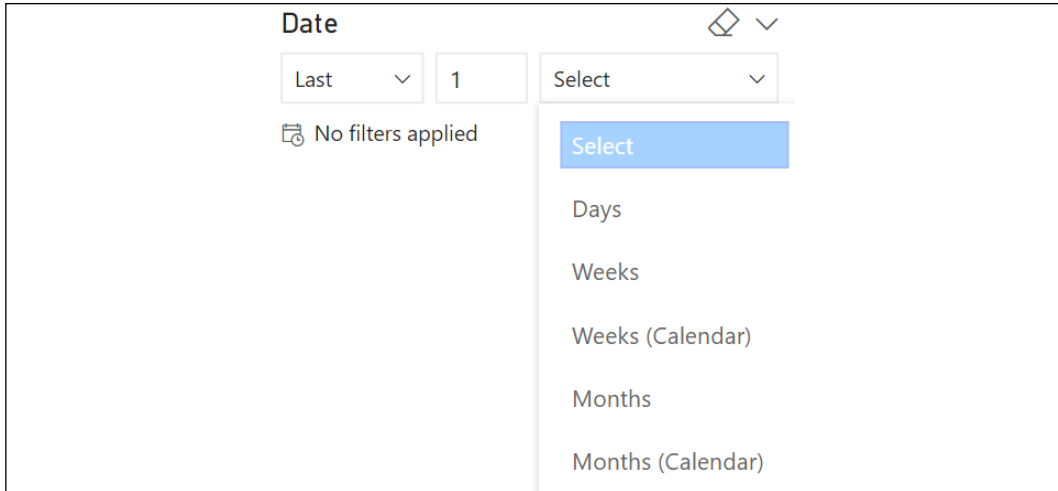 Date
Last 1 Select
No filters applied
Select
Days
Weeks
Weeks (Calendar)
Months
Months (Calendar)